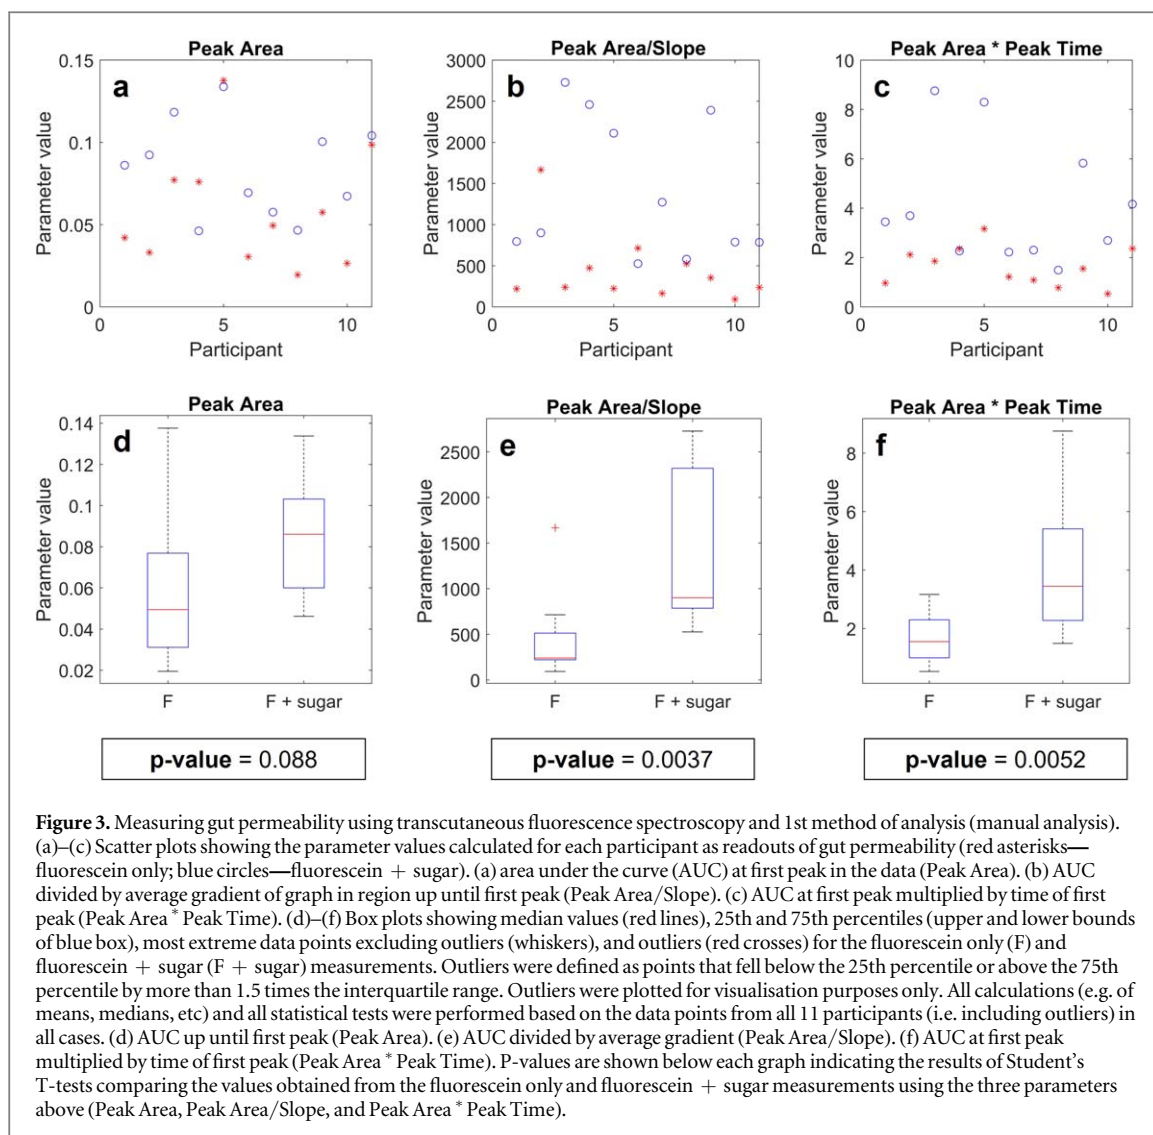 Peak Area
Peak Area/Slope
Peak Area * Peak Time
a
b
c
Parameter value
0.15
0.1
0.05
0
0
5
10
Participant
Parameter value
3000
2500
2000
1500
1000
500
0
0
5
10
Participant
Parameter value
10
8
6
4
2
0
0
5
10
Participant
Peak Area
Peak Area/Slope
Peak Area * Peak Time
d
e
f
Parameter value
0.14
0.12
0.1
0.08
0.06
0.04
0.02
F
F + sugar
Parameter value
2500
2000
1500
1000
500
0
F
F + sugar
Parameter value
8
6
4
2
F
F + sugar
p-value = 0.088
p-value = 0.0037
p-value = 0.0052
Figure 3. Measuring gut permeability using transcutaneous fluorescence spectroscopy and 1st method of analysis (manual analysis).
(a)–(c) Scatter plots showing the parameter values calculated for each participant as readouts of gut permeability (red asterisks—
fluorescein only; blue circles—fluorescein + sugar). (a) area under the curve (AUC) at first peak in the data (Peak Area). (b) AUC
divided by average gradient of graph in region up until first peak (Peak Area/Slope). (c) AUC at first peak multiplied by time of first
peak (Peak Area * Peak Time). (d)–(f) Box plots showing median values (red lines), 25th and 75th percentiles (upper and lower bounds
of blue box), most extreme data points excluding outliers (whiskers), and outliers (red crosses) for the fluorescein only (F) and
fluorescein + sugar (F + sugar) measurements. Outliers were defined as points that fell below the 25th percentile or above the 75th
percentile by more than 1.5 times the interquartile range. Outliers were plotted for visualisation purposes only. All calculations (e.g. of
means, medians, etc) and all statistical tests were performed based on the data points from all 11 participants (i.e. including outliers) in
all cases. (d) AUC up until first peak (Peak Area). (e) AUC divided by average gradient (Peak Area/Slope). (f) AUC at first peak
multiplied by time of first peak (Peak Area * Peak Time). P-values are shown below each graph indicating the results of Student's
T-tests comparing the values obtained from the fluorescein only and fluorescein + sugar measurements using the three parameters
above (Peak Area, Peak Area/Slope, and Peak Area * Peak Time).